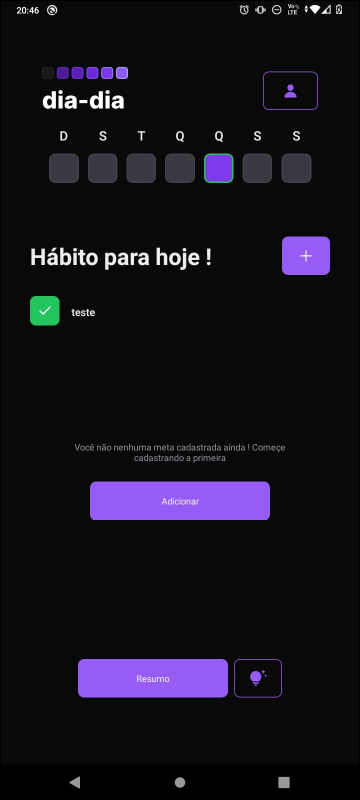 20:46
Vo
LTE
dia-dia
D S T Q Q S S
Hábito para hoje !
teste
Você não nenhuma meta cadastrada ainda ! Começe
cadastrando a primeira
Adicionar
Resumo